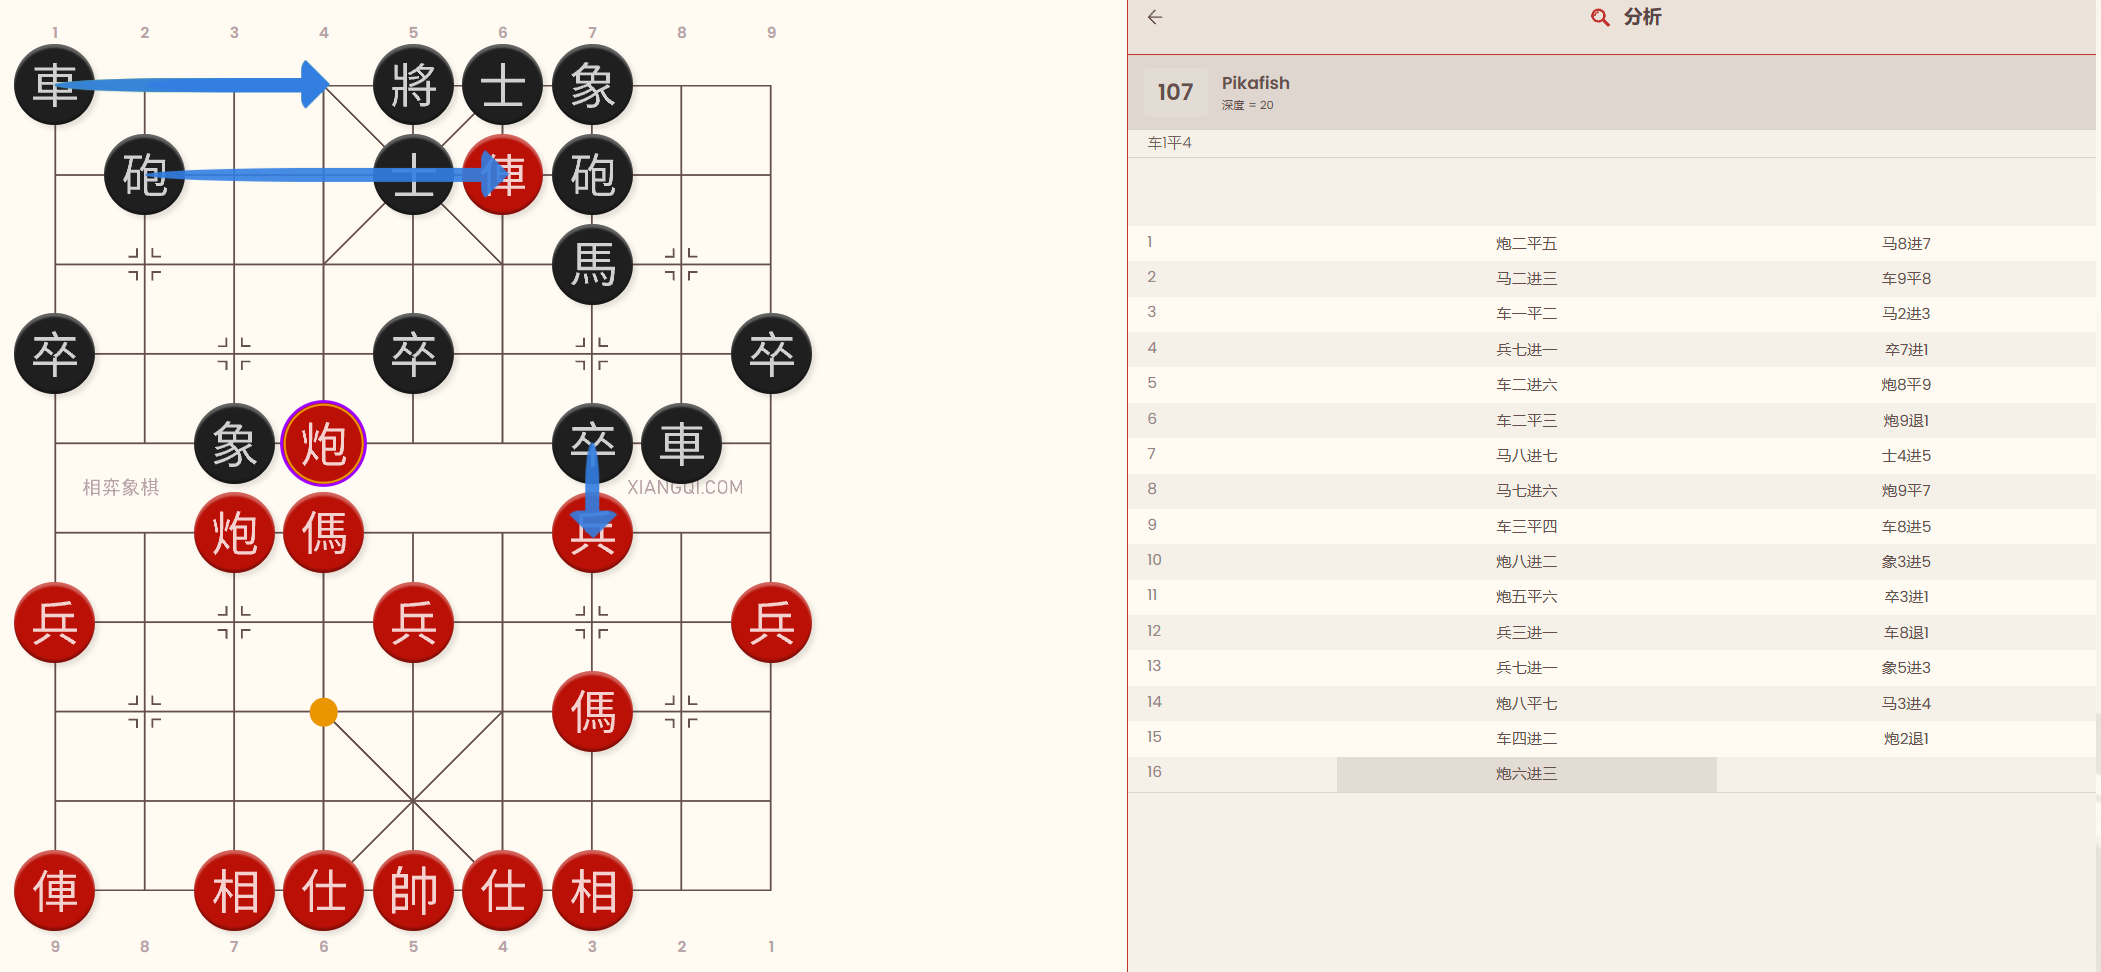 1 2 3 4 5 6 7 8 9
車 將 士 象
砲 士 俥 砲
馬
卒 卒 卒
象 炮 卒 車
相弈象棋 XIANGQI.COM
炮 傌 兵
兵 兵 兵
傌
俥 相 仕 帥 仕 相
9 8 7 6 5 4 3 2 1
分析
107 Pikafish
深度 = 20
车1平4
1 炮二平五 马8进7
2 马二进三 车9平8
3 车一平二 马2进3
4 兵七进一 卒7进1
5 车二进六 炮8平9
6 车二平三 炮9退1
7 马八进七 士4进5
8 马七进六 炮9平7
9 车三平四 车8进5
10 炮八进二 象3进5
11 炮五平六 卒3进1
12 兵三进一 车8退1
13 兵七进一 象5进3
14 炮八平七 马3进4
15 车四进二 炮2退1
16 炮六进三